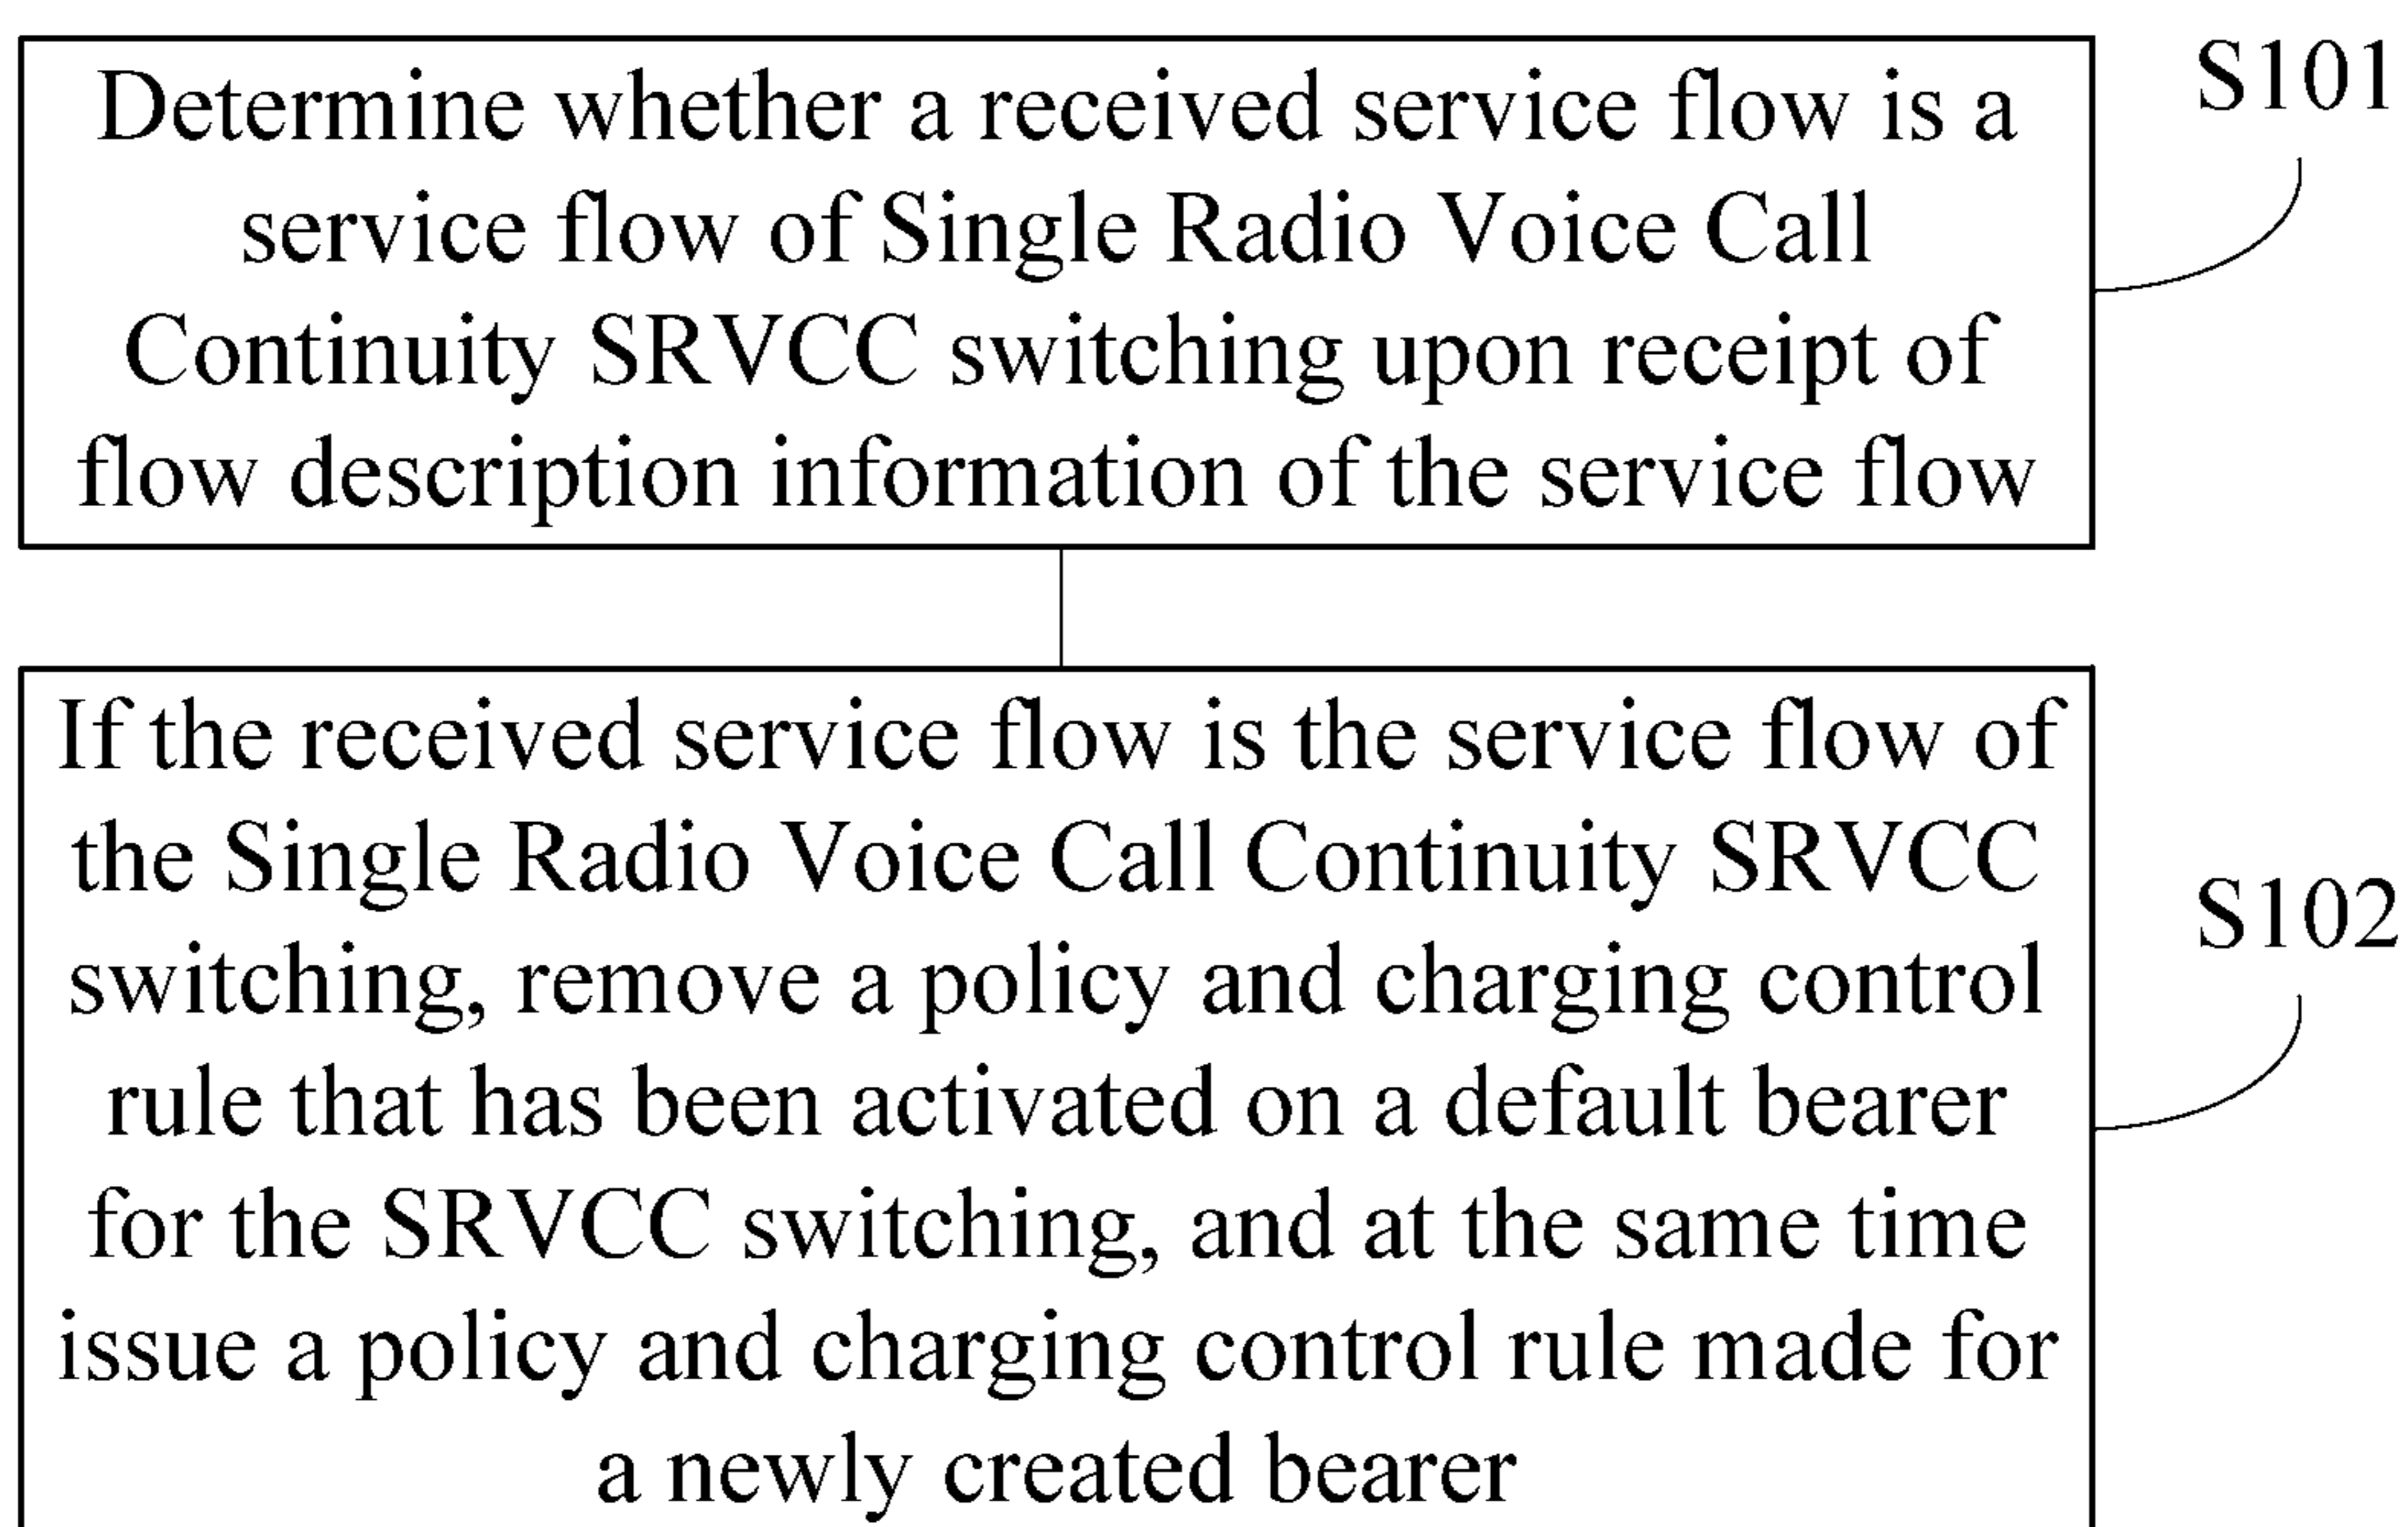 Determine whether a received service flow is a
service flow of Single Radio Voice Call
Continuity SRVCC switching upon receipt of
flow description information of the service flow
S101
If the received service flow is the service flow of
the Single Radio Voice Call Continuity SRVCC
switching, remove a policy and charging control
rule that has been activated on a default bearer
for the SRVCC switching, and at the same time
issue a policy and charging control rule made for
a newly created bearer
S102